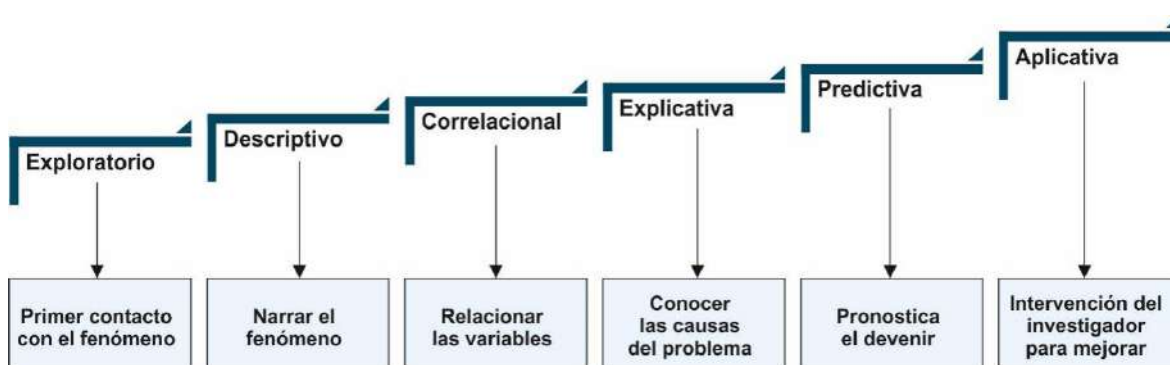 Exploratorio
Descriptivo
Correlacional
Explicativa
Predictiva
Aplicativa
Primer contacto
con el fenómeno
Narrar el
fenómeno
Relacionar
las variables
Conocer
las causas
del problema
Pronostica
el devenir
Intervención del
investigador
para mejorar